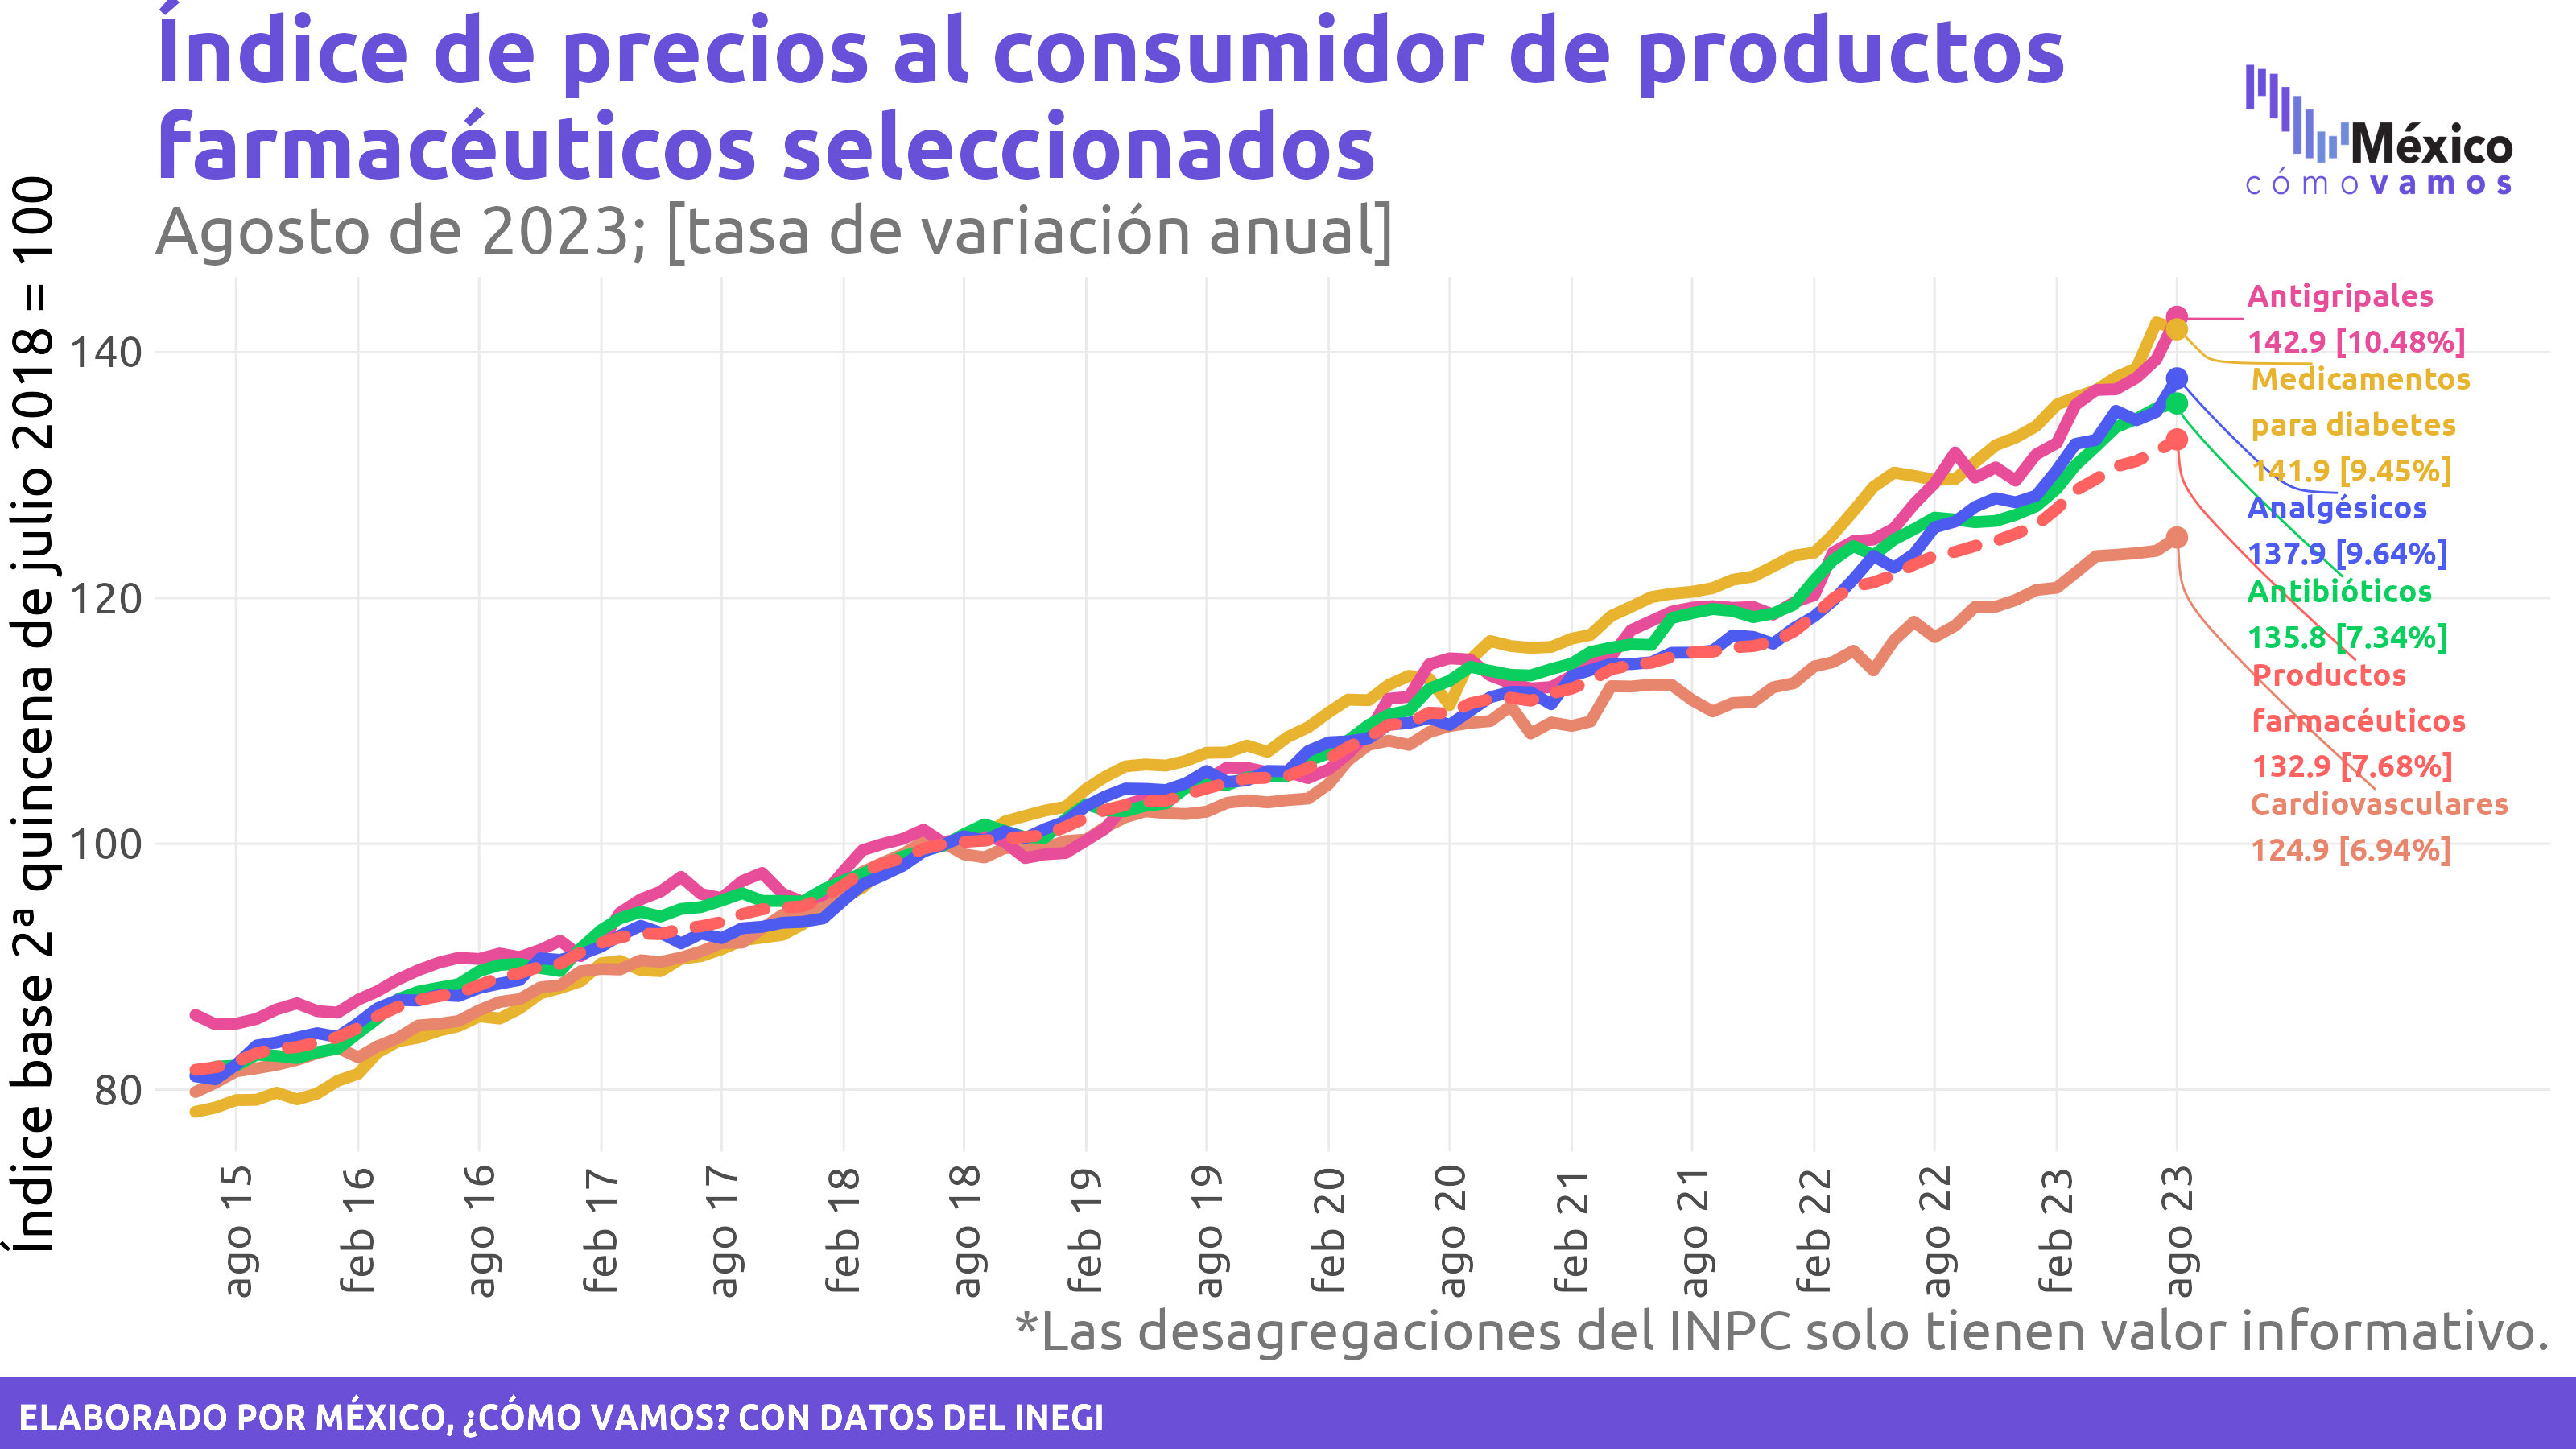 Índice de precios al consumidor de productos
farmacéuticos seleccionados
Agosto de 2023; [tasa de variación anual]
México
cómo vamos
Índice base 2ª quincena de julio 2018 = 100
140
120
100
80
Antigripales
142.9 [10.48%]
Medicamentos
para diabetes
141.9 [9.45%]
Analgésicos
137.9 [9.64%]
Antibióticos
135.8 [7.34%]
Productos
farmacéuticos
132.9 [7.68%]
Cardiovasculares
124.9 [6.94%]
ago 15
feb 16
ago 16
feb 17
ago 17
feb 18
ago 18
feb 19
ago 19
feb 20
ago 20
feb 21
ago 21
feb 22
ago 22
feb 23
ago 23
*Las desagregaciones del INPC solo tienen valor informativo.
ELABORADO POR MÉXICO, ¿CÓMO VAMOS? CON DATOS DEL INEGI